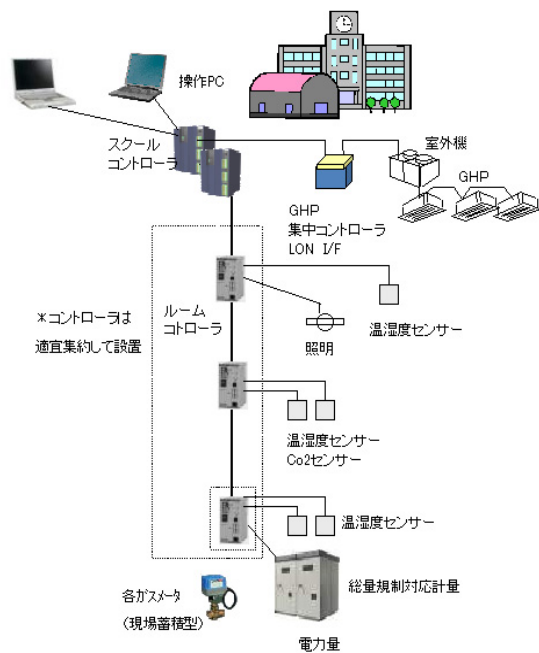 操作PC
スクール
コントローラ
室外機
GHP
GHP
集中コントローラ
LON I/F
ルーム
コトローラ
*コントローラは
適宜集約して設置
照明
温湿度センサー
温湿度センサー
Co2センサー
温湿度センサー
総量規制対応計量
各ガスメータ
(現場蓄積型)
電力量